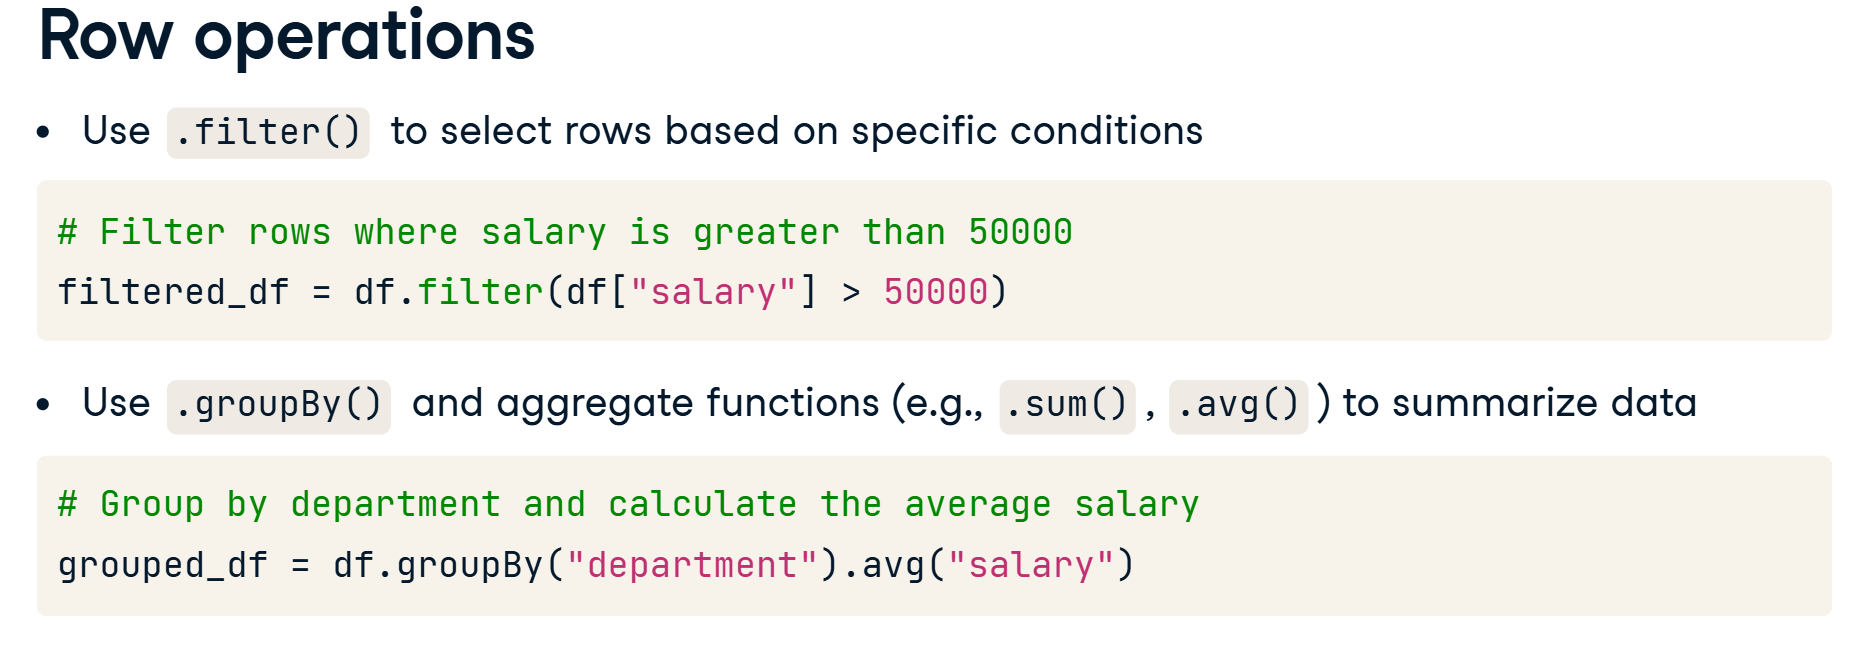 Row operations
• Use .filter() to select rows based on specific conditions
# Filter rows where salary is greater than 50000
filtered_df = df.filter(df["salary"] > 50000)
• Use .groupBy() and aggregate functions (e.g., .sum() , .avg() ) to summarize data
# Group by department and calculate the average salary
grouped_df = df.groupBy("department").avg("salary")